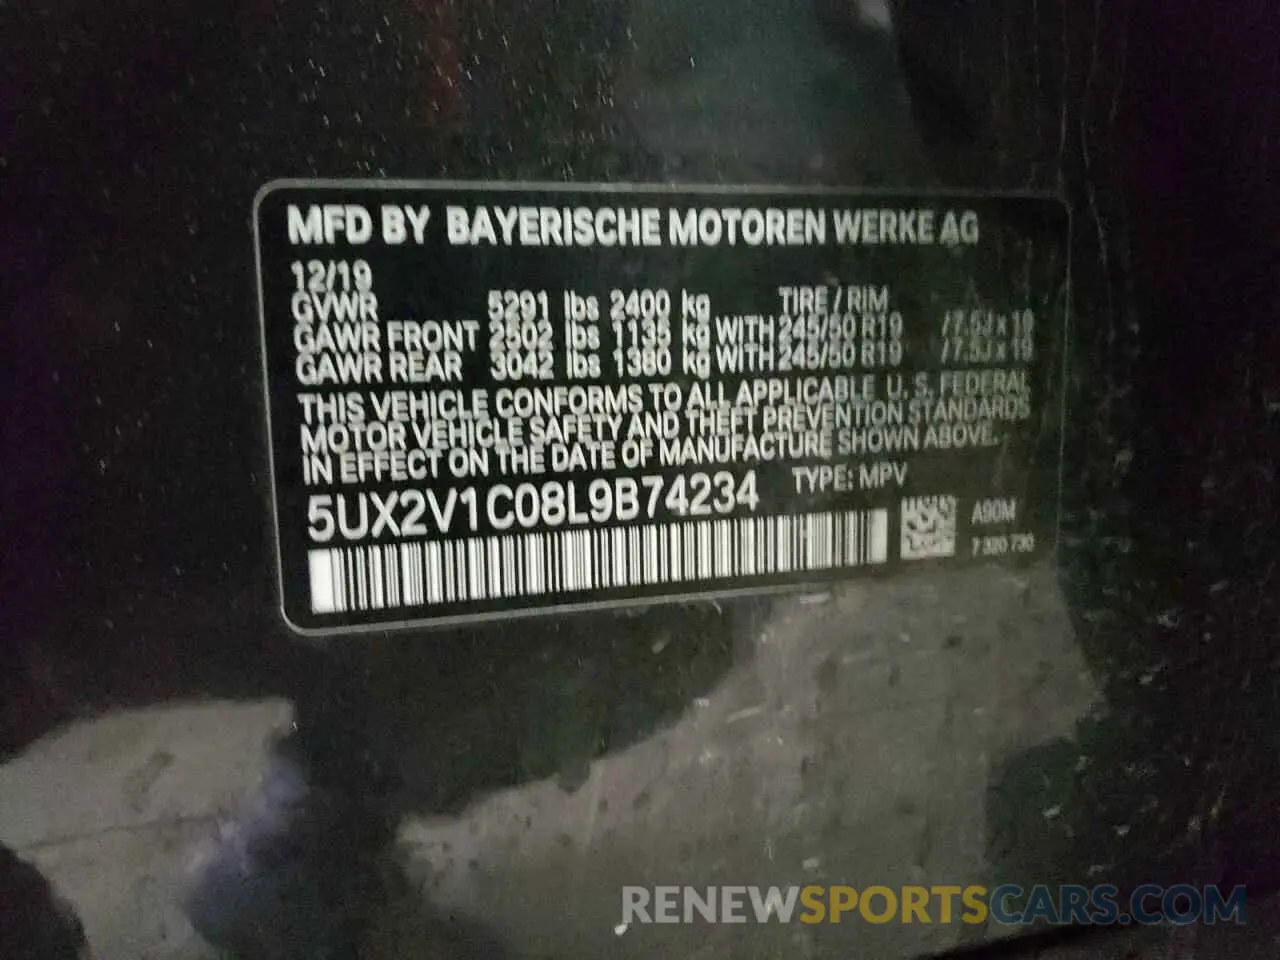 MFD BY BAYERISCHE MOTOREN WERKE AG
12/19
GVWR 5291 lbs 2400 kg TIRE / RIM
GAWR FRONT 2502 lbs 1135 kg WITH 245/50 R19 /7.5J x 19
GAWR REAR 3042 lbs 1380 kg WITH 245/50 R19 /7.5J x 19
THIS VEHICLE CONFORMS TO ALL APPLICABLE U. S. FEDERAL
MOTOR VEHICLE SAFETY AND THEFT PREVENTION STANDARDS
IN EFFECT ON THE DATE OF MANUFACTURE SHOWN ABOVE.
5UX2V1C08L9B74234 TYPE: MPV
A90M
7 320 730
RENEWSPORTSCARS.COM